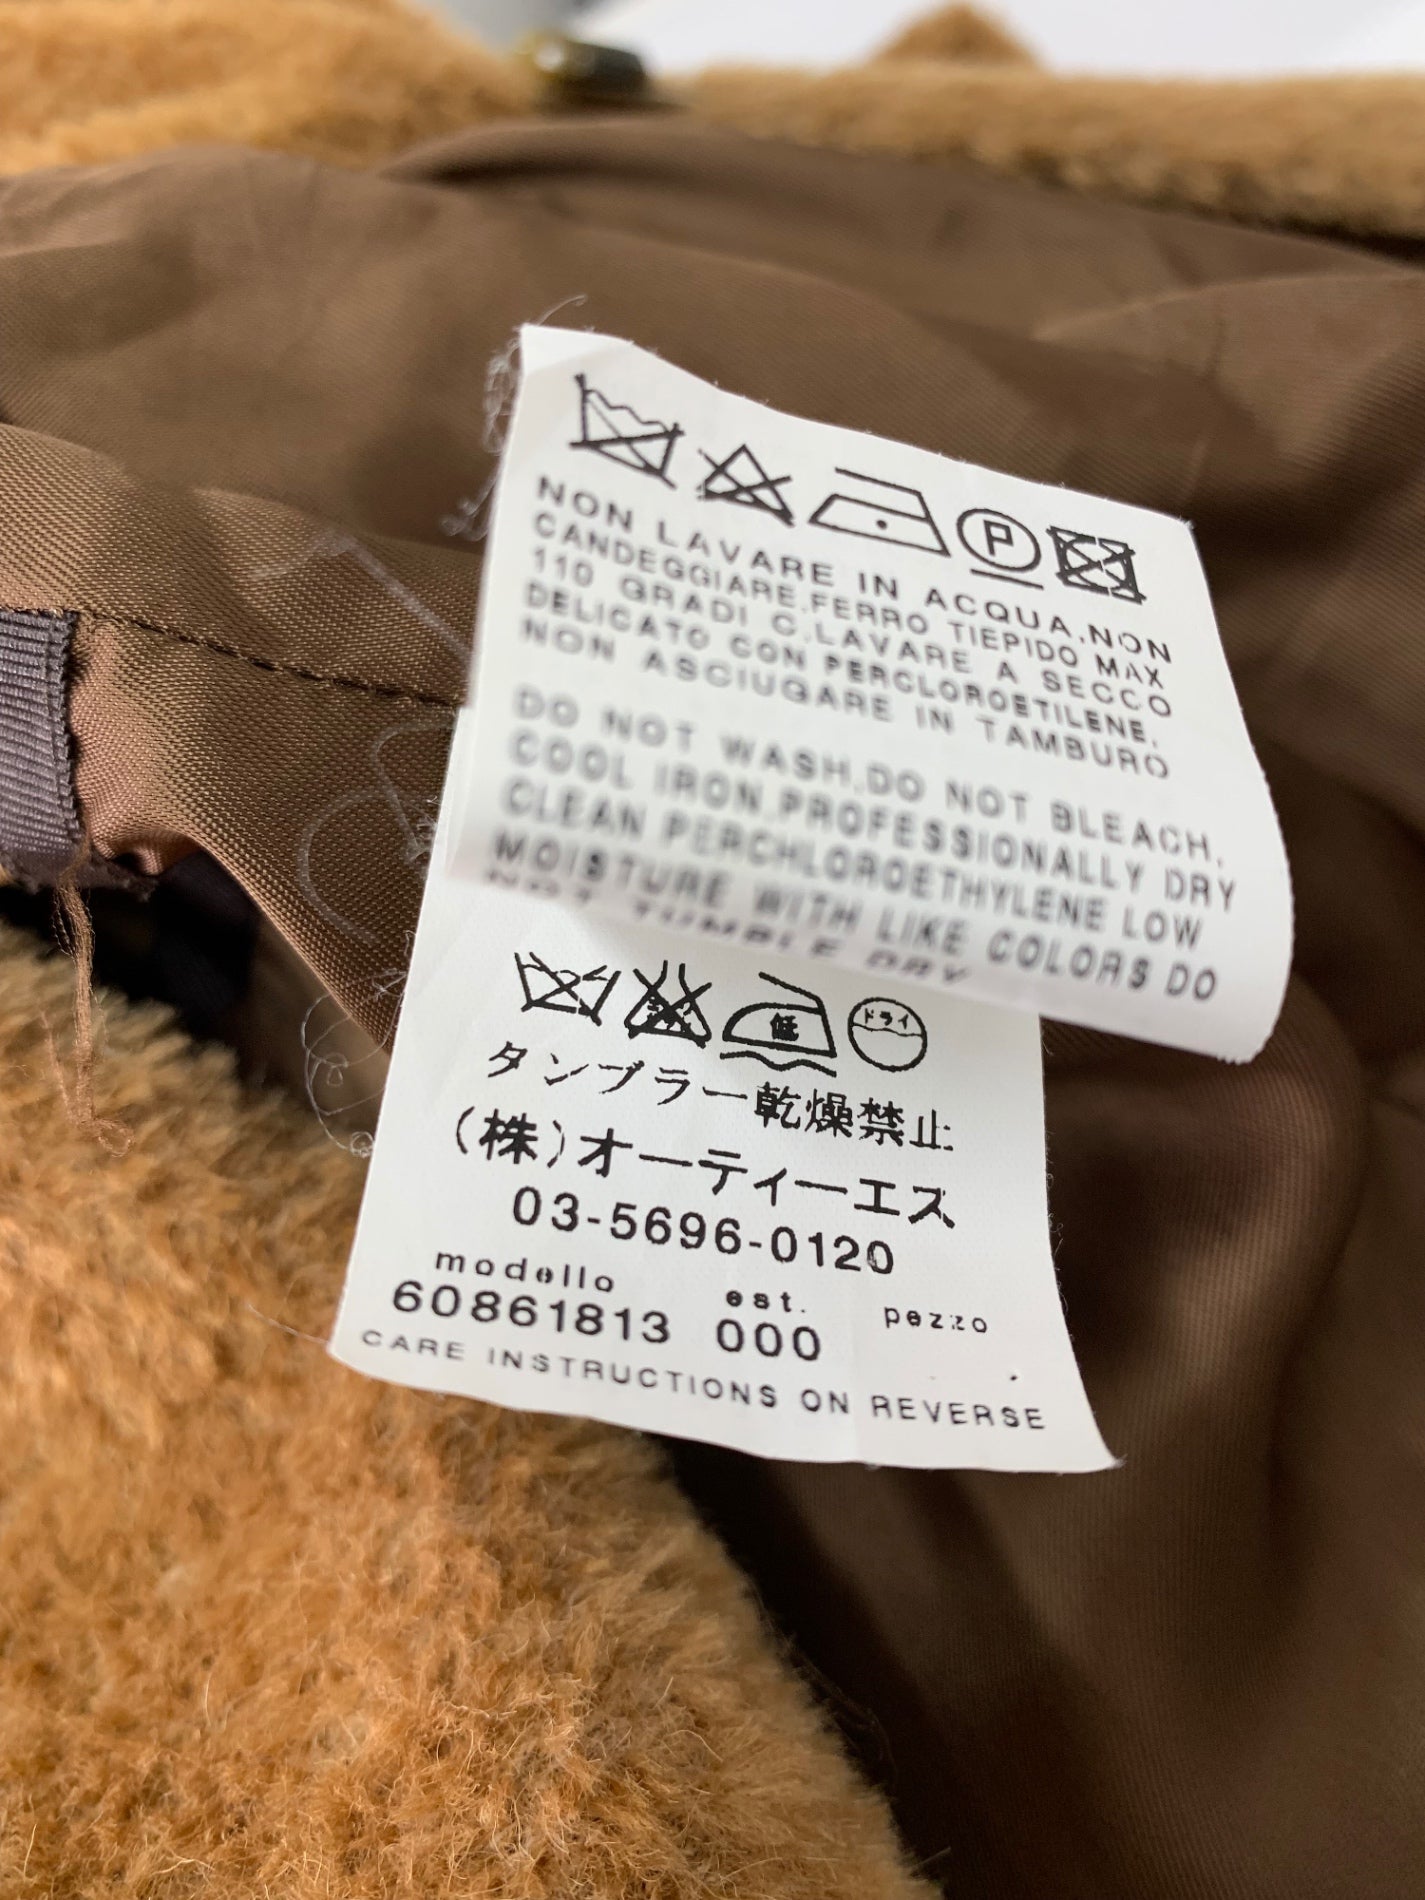 P
NON LAVARE IN ACQUA,NON
CANDEGGIARE.FERRO TIEPIDO MAX
110 GRADI C.LAVARE A SECCO
DELICATO CON PERCLOROETILENE.
NON ASCIUGARE IN TAMBURO
DO NOT WASH.DO NOT BLEACH.
COOL IRON.PROFESSIONALLY DRY
CLEAN PERCHLOROETHYLENE LOW
MOISTURE WITH LIKE COLORS DO
NOT TUMBLE DRY
低 ドライ
タンブラー乾燥禁止
(株)オーティーエス
03-5696-0120
modello est. pezzo
60861813 000
CARE INSTRUCTIONS ON REVERSE